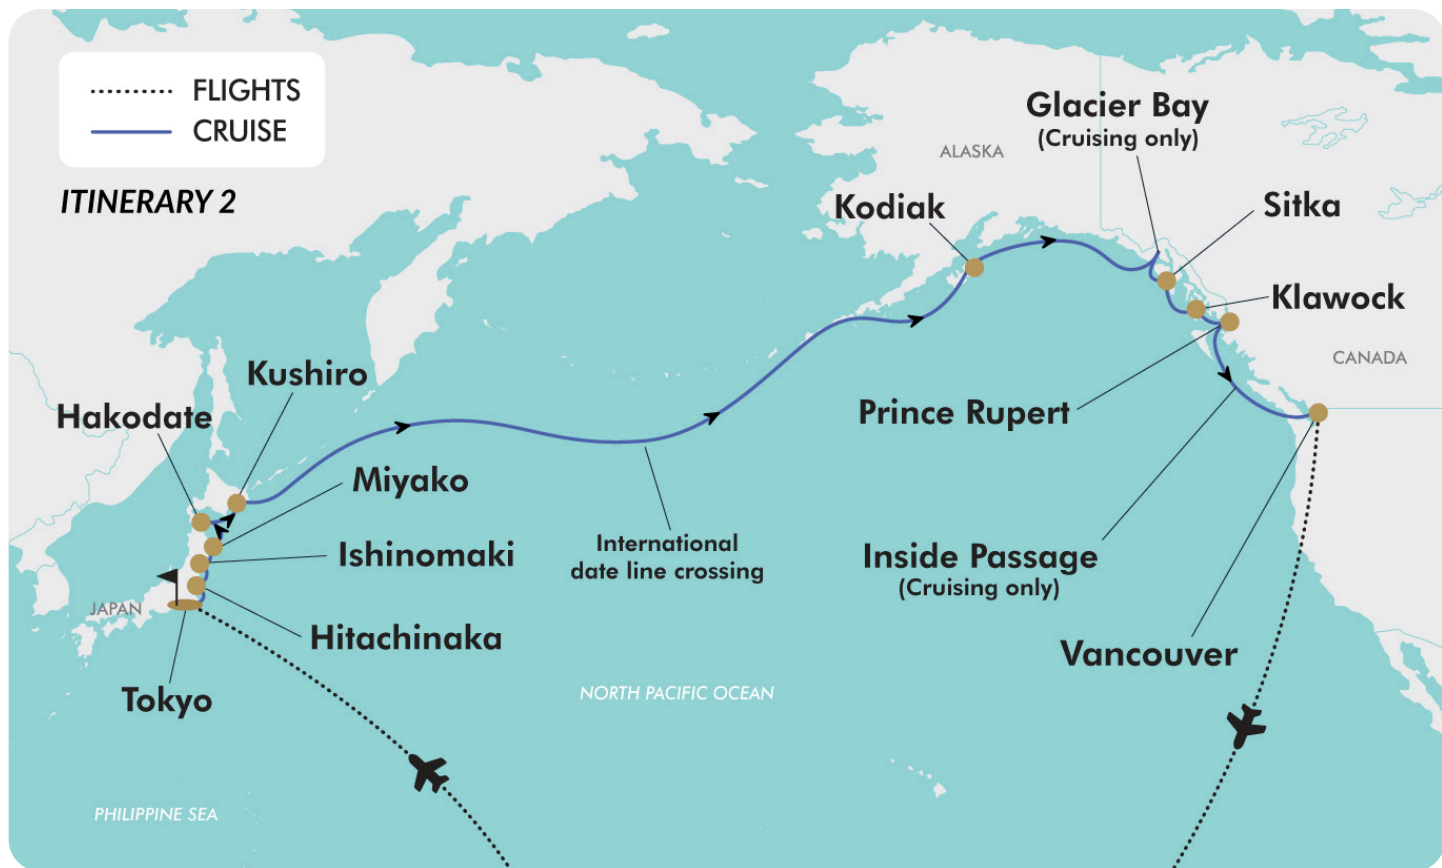 FLIGHTS
CRUISE
ITINERARY 2
Glacier Bay
(Cruising only)
ALASKA
Kodiak
Sitka
Klawock
CANADA
Kushiro
Hakodate
Prince Rupert
Miyako
International
date line crossing
Ishinomaki
Inside Passage
(Cruising only)
JAPAN
Hitachinaka
Vancouver
Tokyo
NORTH PACIFIC OCEAN
PHILIPPINE SEA